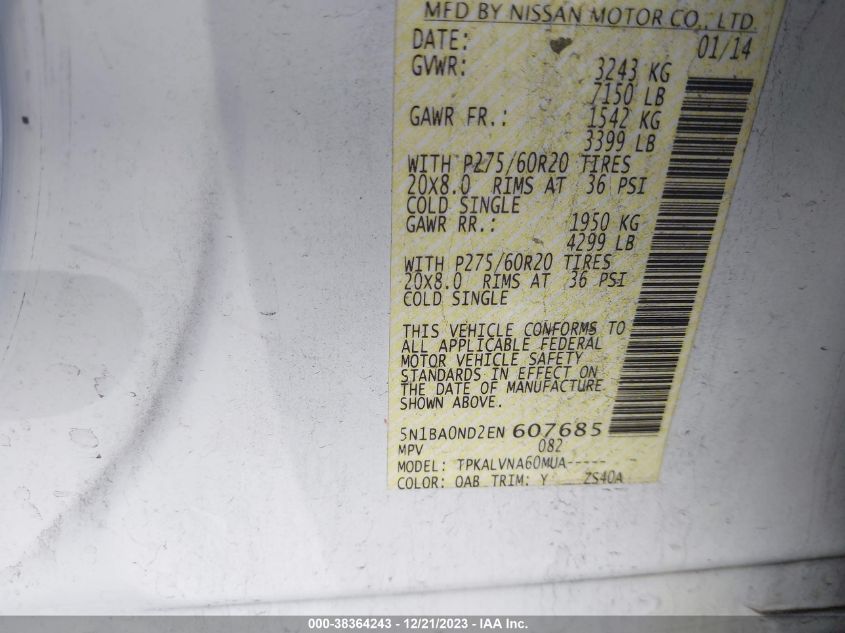 MFD BY NISSAN MOTOR CO., LTD.
DATE: 01/14
GVWR: 3243 KG
7150 LB
GAWR FR.: 1542 KG
3399 LB
WITH P275/60R20 TIRES
20X8.0 RIMS AT 36 PSI
COLD SINGLE
GAWR RR.: 1950 KG
4299 LB
WITH P275/60R20 TIRES
20X8.0 RIMS AT 36 PSI
COLD SINGLE
THIS VEHICLE CONFORMS TO
ALL APPLICABLE FEDERAL
MOTOR VEHICLE SAFETY
STANDARDS IN EFFECT ON
THE DATE OF MANUFACTURE
SHOWN ABOVE.
5N1BA0ND2EN 607685
MPV 082
MODEL: TPKALVNA60MUA-----
COLOR: QAB TRIM: Y ZS40A
000-38364243 - 12/21/2023 - IAA Inc.